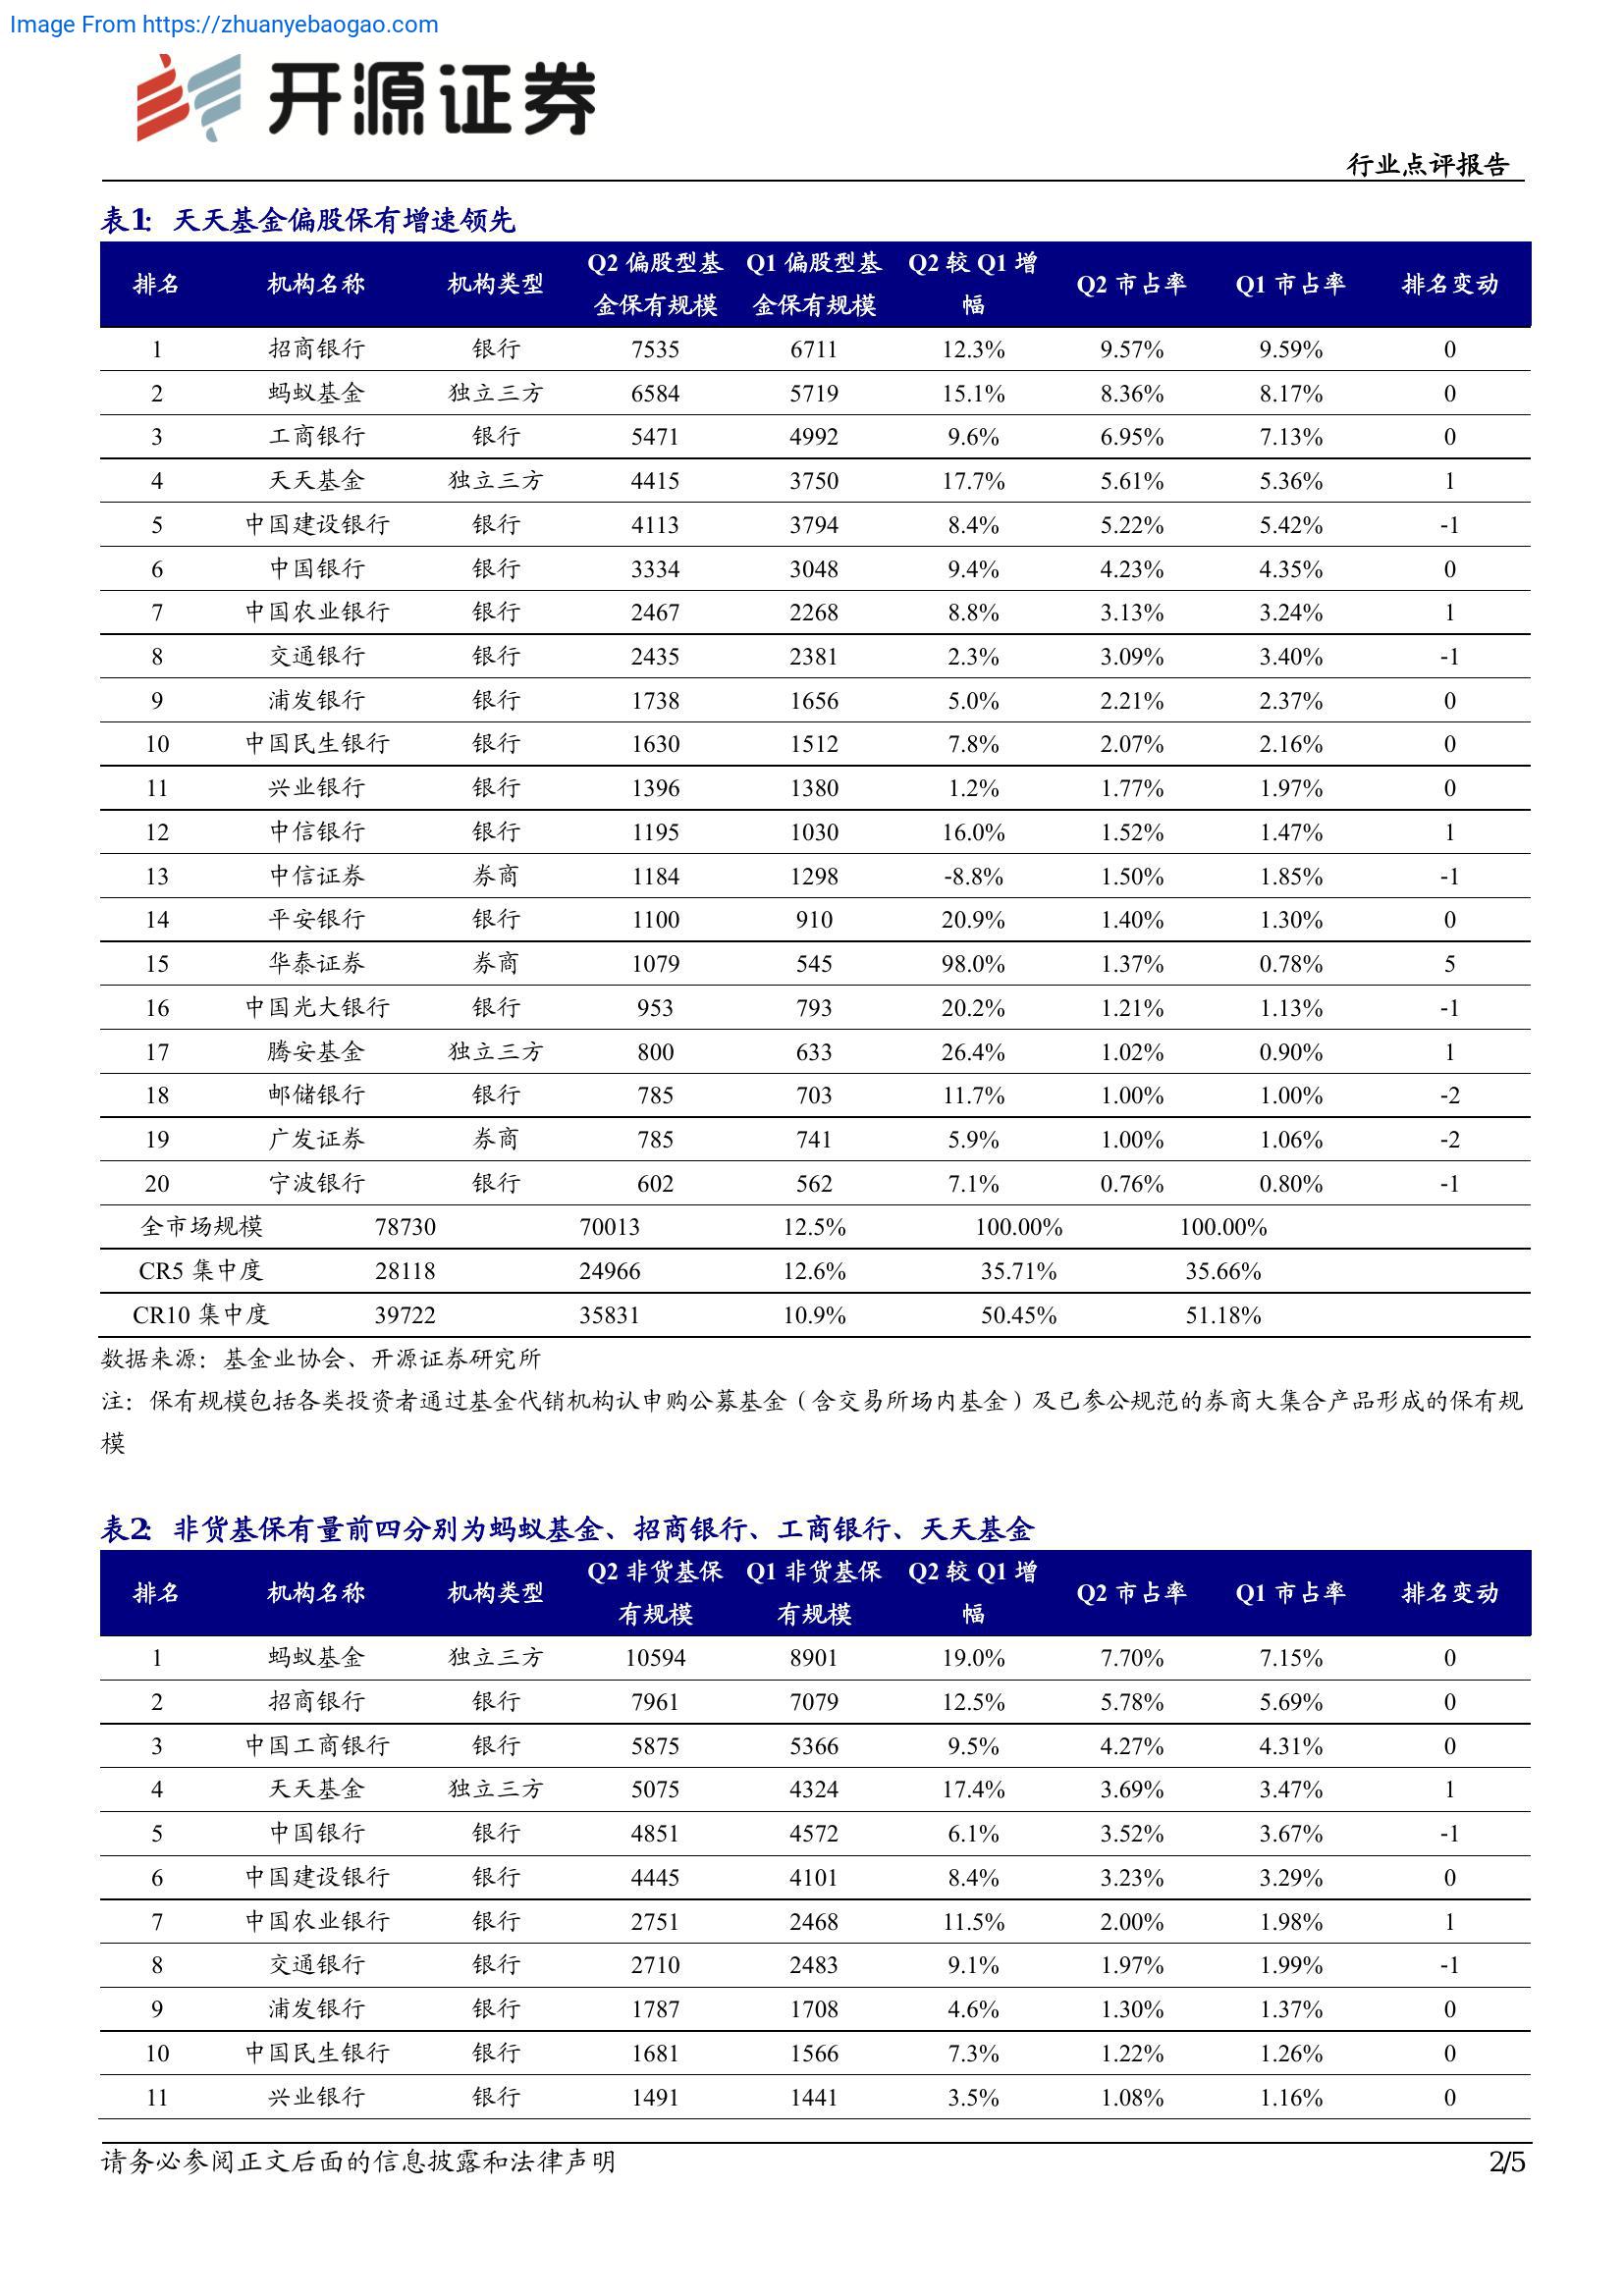 Image From https://zhuanyebaogao.com
开源证券
行业点评报告
表1： 天天基金偏股保有增速领先
排名 机构名称 机构类型 Q2 偏股型基金保有规模 Q1 偏股型基金保有规模 Q2 较 Q1 增幅 Q2 市占率 Q1 市占率 排名变动
1 招商银行 银行 7535 6711 12.3% 9.57% 9.59% 0
2 蚂蚁基金 独立三方 6584 5719 15.1% 8.36% 8.17% 0
3 工商银行 银行 5471 4992 9.6% 6.95% 7.13% 0
4 天天基金 独立三方 4415 3750 17.7% 5.61% 5.36% 1
5 中国建设银行 银行 4113 3794 8.4% 5.22% 5.42% -1
6 中国银行 银行 3334 3048 9.4% 4.23% 4.35% 0
7 中国农业银行 银行 2467 2268 8.8% 3.13% 3.24% 1
8 交通银行 银行 2435 2381 2.3% 3.09% 3.40% -1
9 浦发银行 银行 1738 1656 5.0% 2.21% 2.37% 0
10 中国民生银行 银行 1630 1512 7.8% 2.07% 2.16% 0
11 兴业银行 银行 1396 1380 1.2% 1.77% 1.97% 0
12 中信银行 银行 1195 1030 16.0% 1.52% 1.47% 1
13 中信证券 券商 1184 1298 -8.8% 1.50% 1.85% -1
14 平安银行 银行 1100 910 20.9% 1.40% 1.30% 0
15 华泰证券 券商 1079 545 98.0% 1.37% 0.78% 5
16 中国光大银行 银行 953 793 20.2% 1.21% 1.13% -1
17 腾安基金 独立三方 800 633 26.4% 1.02% 0.90% 1
18 邮储银行 银行 785 703 11.7% 1.00% 1.00% -2
19 广发证券 券商 785 741 5.9% 1.00% 1.06% -2
20 宁波银行 银行 602 562 7.1% 0.76% 0.80% -1
全市场规模 78730 70013 12.5% 100.00% 100.00%
CR5 集中度 28118 24966 12.6% 35.71% 35.66%
CR10 集中度 39722 35831 10.9% 50.45% 51.18%
数据来源：基金业协会、开源证券研究所
注：保有规模包括各类投资者通过基金代销机构认申购公募基金（含交易所场内基金）及已参公规范的券商大集合产品形成的保有规
模
表2： 非货基保有量前四分别为蚂蚁基金、招商银行、工商银行、天天基金
排名 机构名称 机构类型 Q2 非货基保有规模 Q1 非货基保有规模 Q2 较 Q1 增幅 Q2 市占率 Q1 市占率 排名变动
1 蚂蚁基金 独立三方 10594 8901 19.0% 7.70% 7.15% 0
2 招商银行 银行 7961 7079 12.5% 5.78% 5.69% 0
3 中国工商银行 银行 5875 5366 9.5% 4.27% 4.31% 0
4 天天基金 独立三方 5075 4324 17.4% 3.69% 3.47% 1
5 中国银行 银行 4851 4572 6.1% 3.52% 3.67% -1
6 中国建设银行 银行 4445 4101 8.4% 3.23% 3.29% 0
7 中国农业银行 银行 2751 2468 11.5% 2.00% 1.98% 1
8 交通银行 银行 2710 2483 9.1% 1.97% 1.99% -1
9 浦发银行 银行 1787 1708 4.6% 1.30% 1.37% 0
10 中国民生银行 银行 1681 1566 7.3% 1.22% 1.26% 0
11 兴业银行 银行 1491 1441 3.5% 1.08% 1.16% 0
请务必参阅正文后面的信息披露和法律声明 2/5